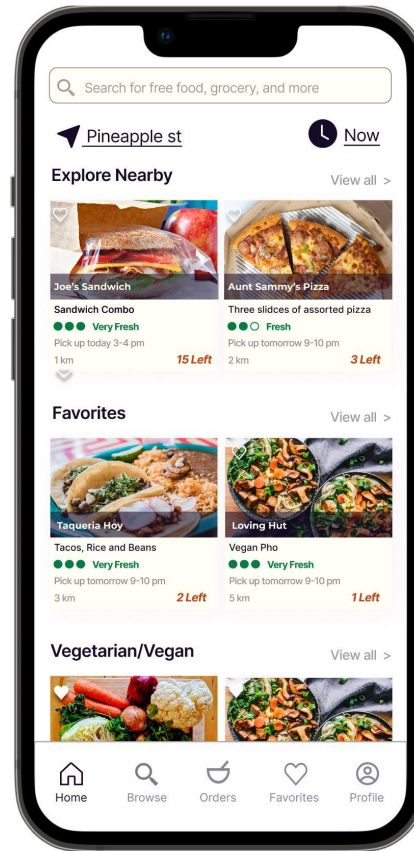 Search for free food, grocery, and more
Pineapple st
Now
Explore Nearby
View all >
Joe's Sandwich
Sandwich Combo
Very Fresh
Pick up today 3-4 pm
1 km
15 Left
Aunt Sammy's Pizza
Three slidces of assorted pizza
Fresh
Pick up tomorrow 9-10 pm
2 km
3 Left
Favorites
View all >
Taqueria Hoy
Tacos, Rice and Beans
Very Fresh
Pick up tomorrow 9-10 pm
3 km
2 Left
Loving Hut
Vegan Pho
Very Fresh
Pick up tomorrow 9-10 pm
5 km
1 Left
Vegetarian/Vegan
View all >
Home
Browse
Orders
Favorites
Profile